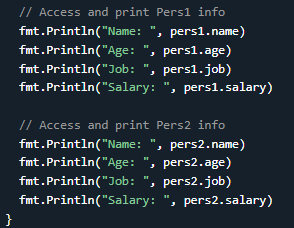 // Access and print Pers1 info
fmt.Println("Name: ", pers1.name)
fmt.Println("Age: ", pers1.age)
fmt.Println("Job: ", pers1.job)
fmt.Println("Salary: ", pers1.salary)

// Access and print Pers2 info
fmt.Println("Name: ", pers2.name)
fmt.Println("Age: ", pers2.age)
fmt.Println("Job: ", pers2.job)
fmt.Println("Salary: ", pers2.salary)
}